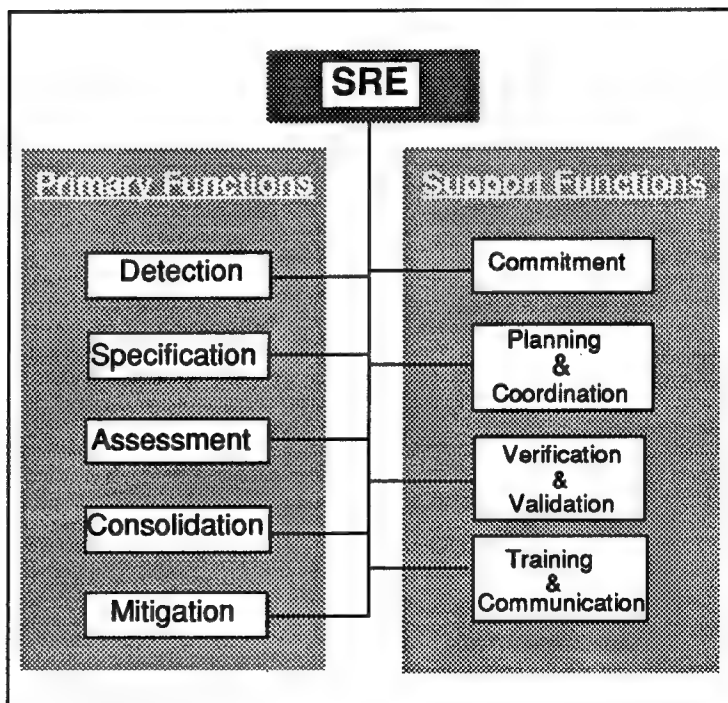 SRE
Primary Functions
Detection
Specification
Assessment
Consolidation
Mitigation
Support Functions
Commitment
Planning
&
Coordination
Verification
&
Validation
Training
&
Communication